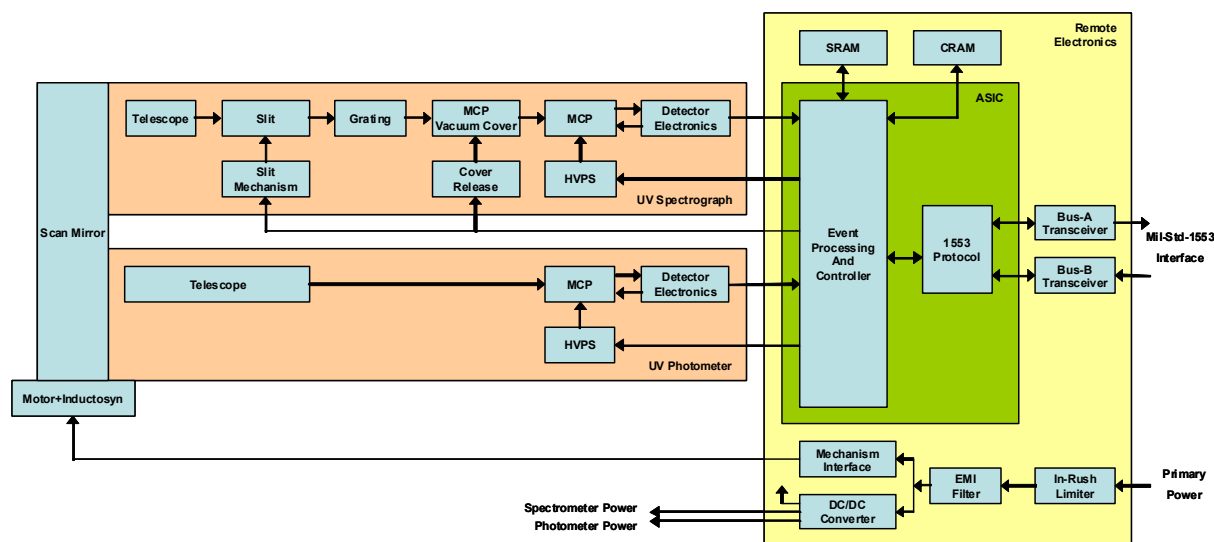 Remote
Electronics
SRAM
CRAM
ASIC
Telescope
Slit
Grating
MCP
Vacuum Cover
MCP
Detector
Electronics
Slit
Mechanism
Cover
Release
HVPS
UV Spectrograph
Scan Mirror
Event
Processing
And
Controller
1553
Protocol
Bus-A
Transceiver
Mil-Std-1553
Interface
Bus-B
Transceiver
Telescope
MCP
Detector
Electronics
HVPS
UV Photometer
Motor+Inductosyn
Mechanism
Interface
EMI
Filter
In-Rush
Limiter
Primary
Power
DC/DC
Converter
Spectrometer Power
Photometer Power